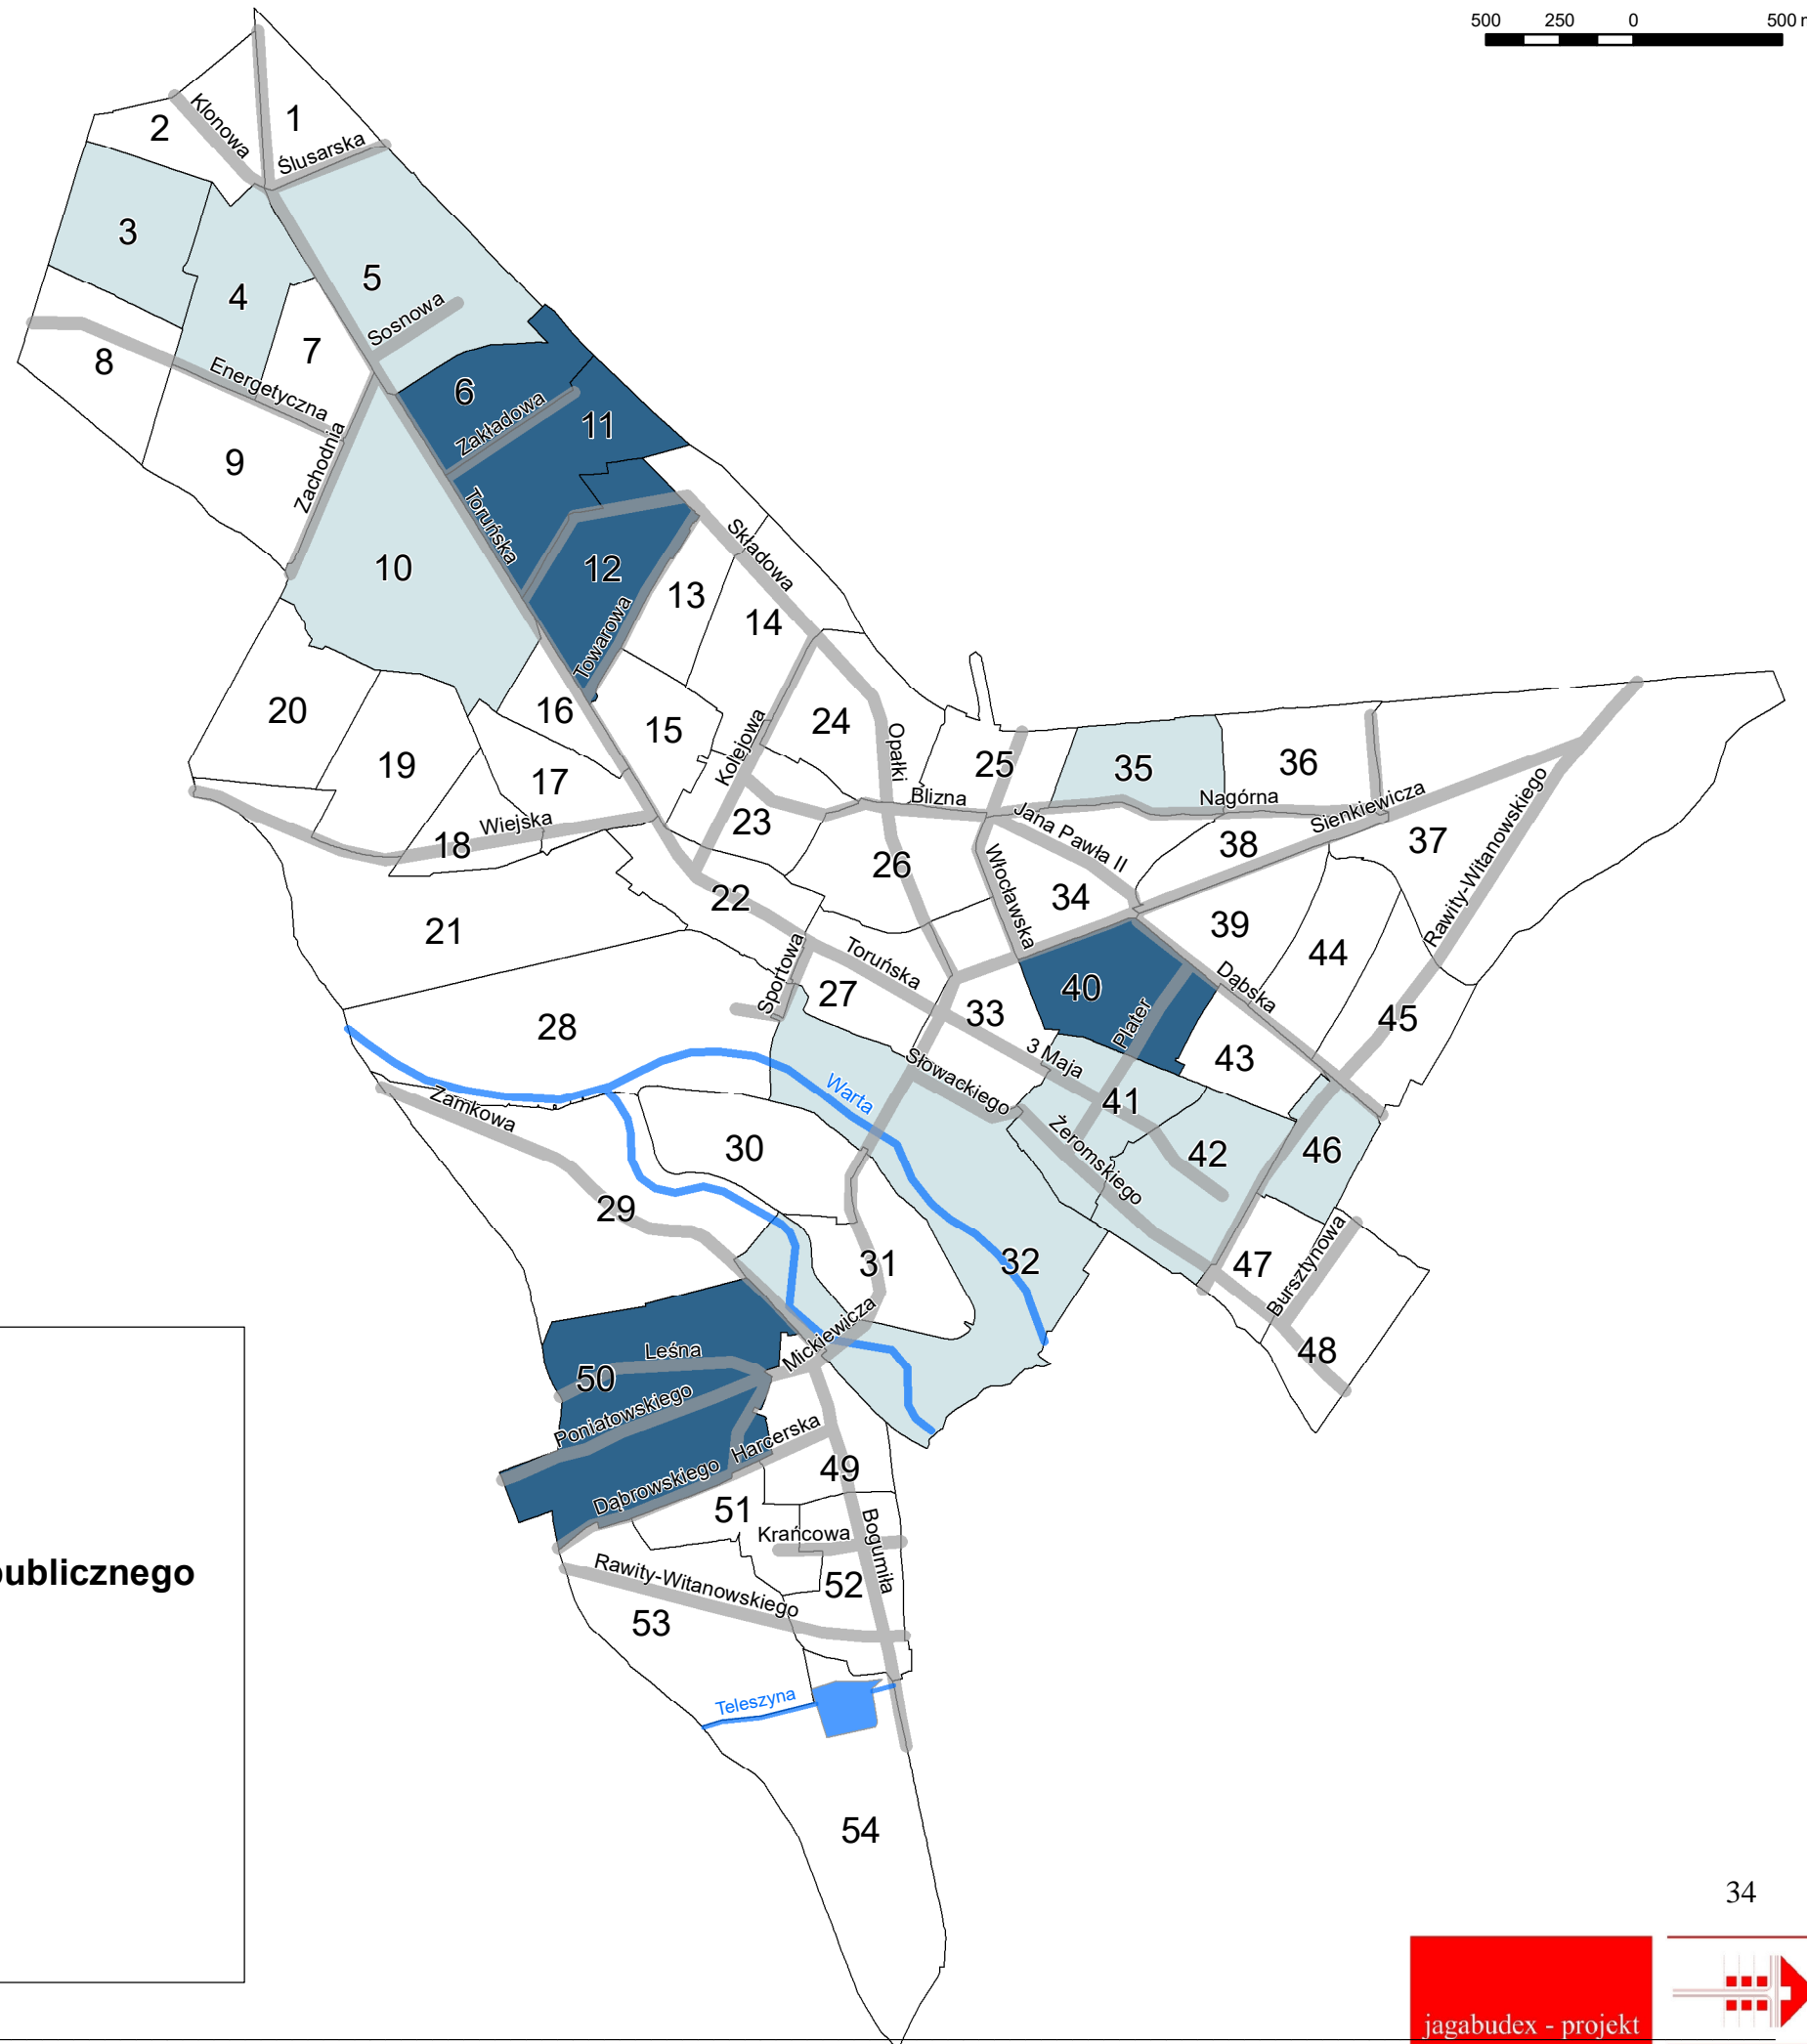 500 250 0 500 m
1
2
Klonowa
Ślusarska
3
4
5
Sosnowa
7
8
Energetyczna
6
Zakładowa
11
9
Zachodnia
Toruńska
10
12
Towarowa
13
Składowa
14
20
16
15
Kolejowa
24
Opałki
19
17
25
35
36
Nagórna
Blizna
Jana Pawła II
Sienkiewicza
Rawity-Witanowskiego
18
Wiejska
23
26
Włocławska
34
38
37
22
21
39
44
Sportowa
Toruńska
27
33
40
Plater
Dąbska
45
28
3 Maja
43
Słowackiego
Warta
Zamkowa
41
Żeromskiego
42
46
30
29
31
32
47
Bursztynowa
48
Mickiewicza
Leśna
50
Poniatowskiego
Harcerska
Dąbrowskiego
49
51
Krańcowa
Bogumiła
Rawity-Witanowskiego
52
53
publicznego
Teleszyna
54
34
jagabudex - projekt